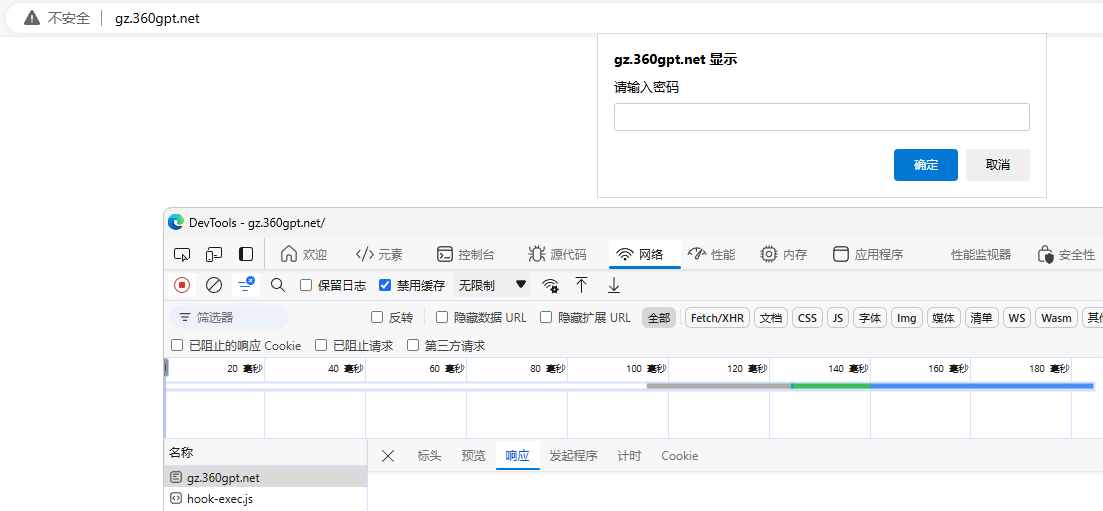 不安全 gz.360gpt.net
gz.360gpt.net 显示
请输入密码
确定 取消
DevTools - gz.360gpt.net/
欢迎 元素 控制台 源代码 网络 性能 内存 应用程序 性能监视器 安全性
保留日志 禁用缓存 无限制
筛选器 反转 隐藏数据 URL 隐藏扩展 URL 全部 Fetch/XHR 文档 CSS JS 字体 Img 媒体 清单 WS Wasm
已阻止的响应 Cookie 已阻止请求 第三方请求
20 毫秒 40 毫秒 60 毫秒 80 毫秒 100 毫秒 120 毫秒 140 毫秒 160 毫秒 180 毫秒
名称 标头 预览 响应 发起程序 计时 Cookie
gz.360gpt.net
hook-exec.js